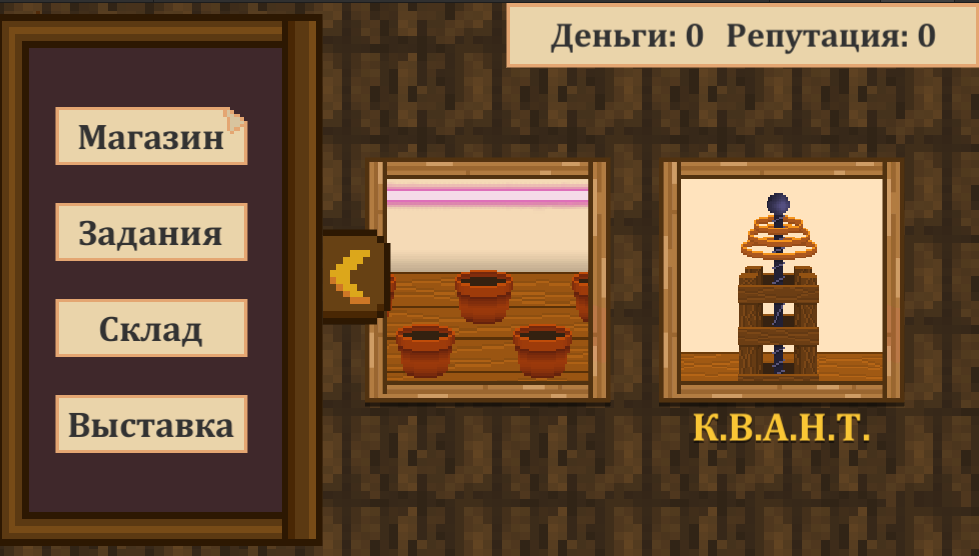 Деньги: 0 Репутация: 0
Магазин
Задания
Склад
Выставка
К.В.А.Н.Т.